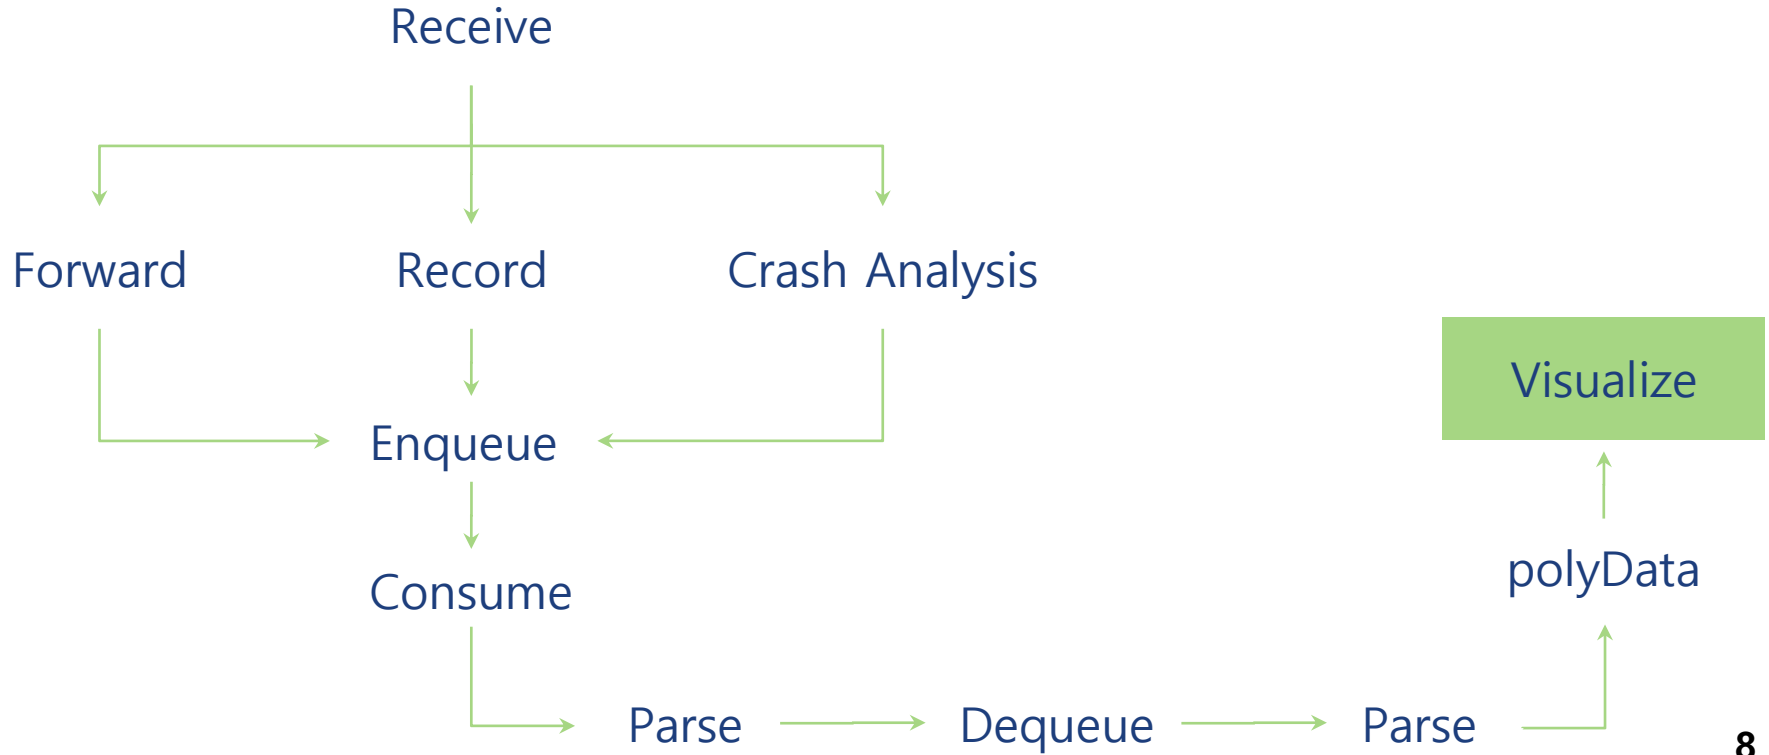 Receive
Forward
Record
Crash Analysis
Enqueue
Consume
Parse
Dequeue
Parse
polyData
Visualize
8